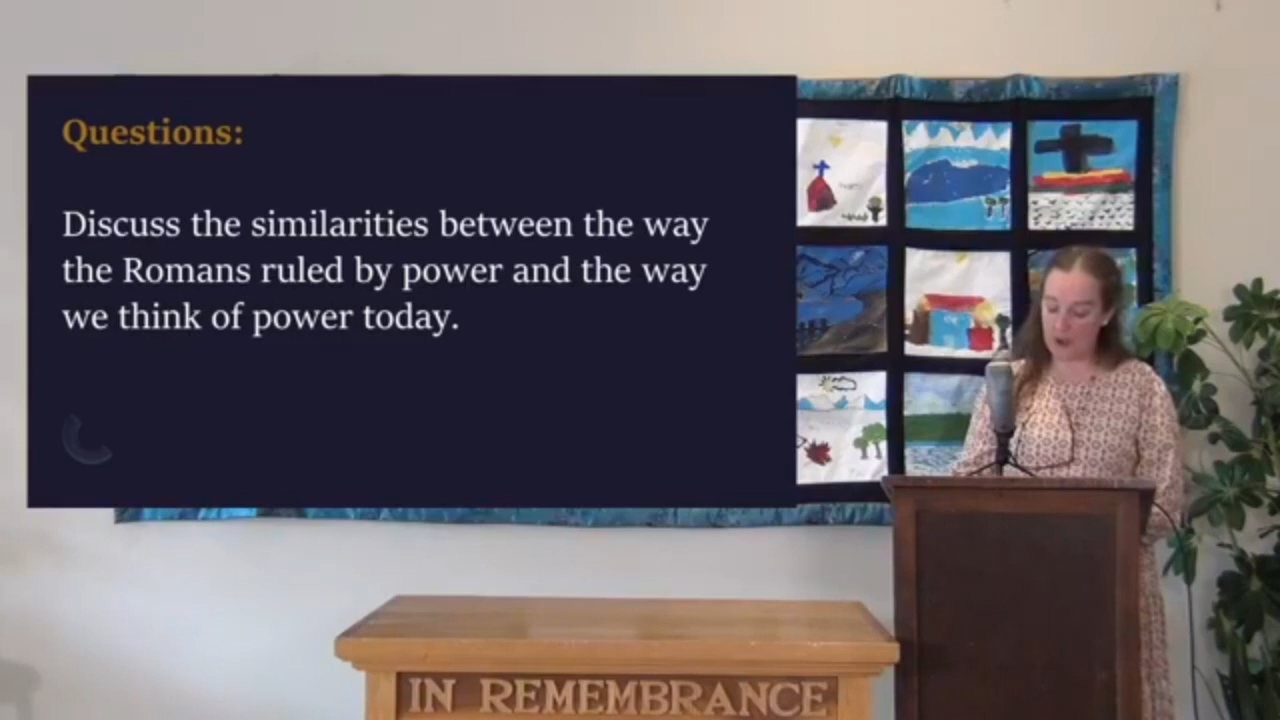 Questions:
Discuss the similarities between the way
the Romans ruled by power and the way
we think of power today.
IN REMEMBRANCE